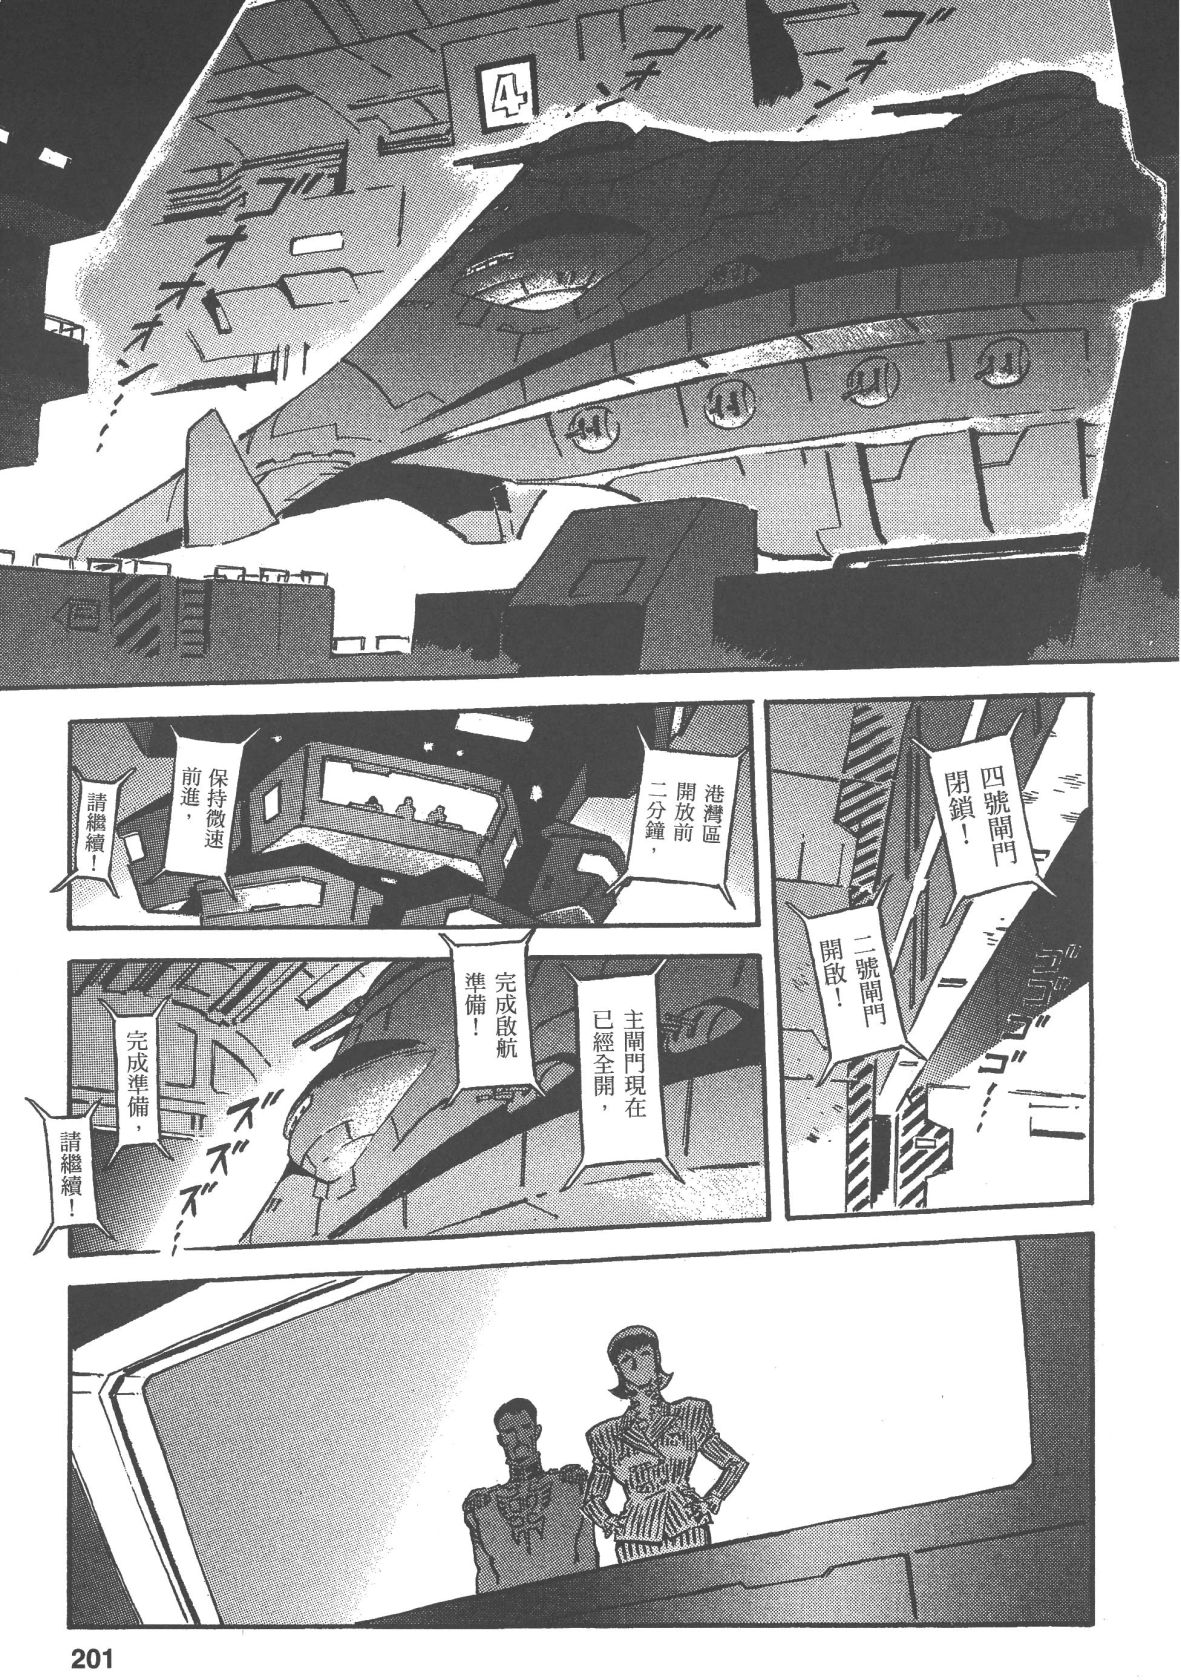 4
ゴオオン…
ゴオン…
ゴオオオン…
四號閘門
閉鎖！
二號閘門
開啟！
ゴゴゴ
ゴゴ…
港灣區
開放前
二分鐘，
保持微速
前進，
請繼續！
主閘門現在
已經全開，
完成啟航
準備！
完成準備，
請繼續！
ズズズ…
201